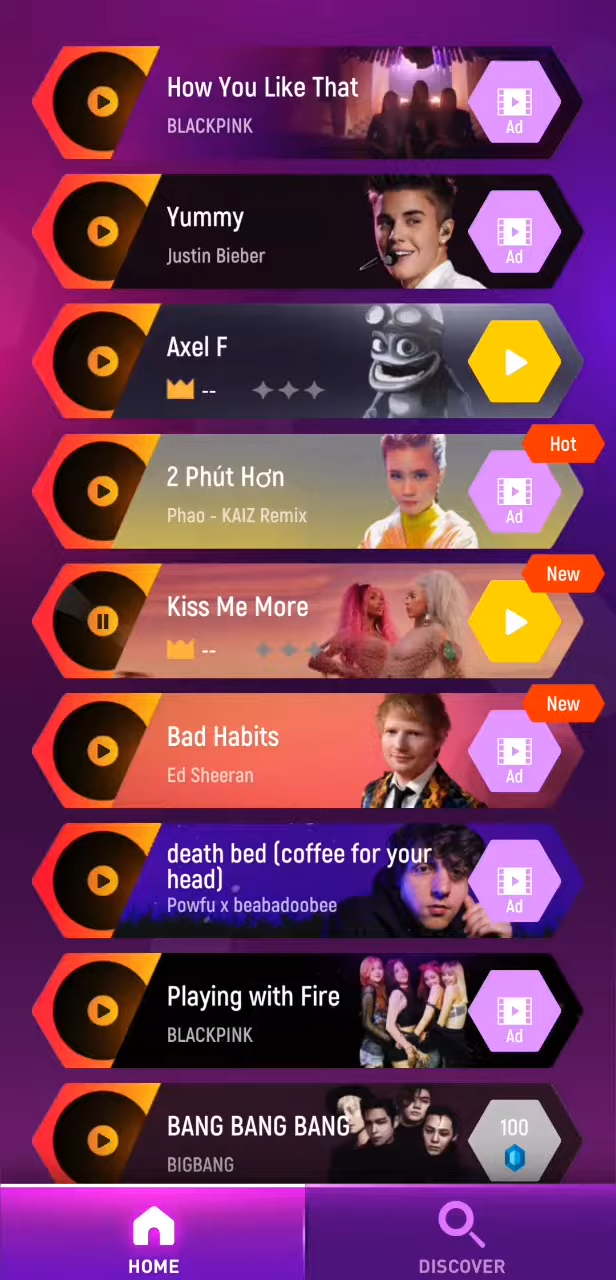 How You Like That
BLACKPINK
Ad
Yummy
Justin Bieber
Ad
Axel F
--
Hot
2 Phút Hơn
Phao - KAIZ Remix
Ad
New
Kiss Me More
--
New
Bad Habits
Ed Sheeran
Ad
death bed (coffee for your
head)
Powfu x beabadoobee
Ad
Playing with Fire
BLACKPINK
Ad
BANG BANG BANG
100
BIGBANG
HOME
DISCOVER